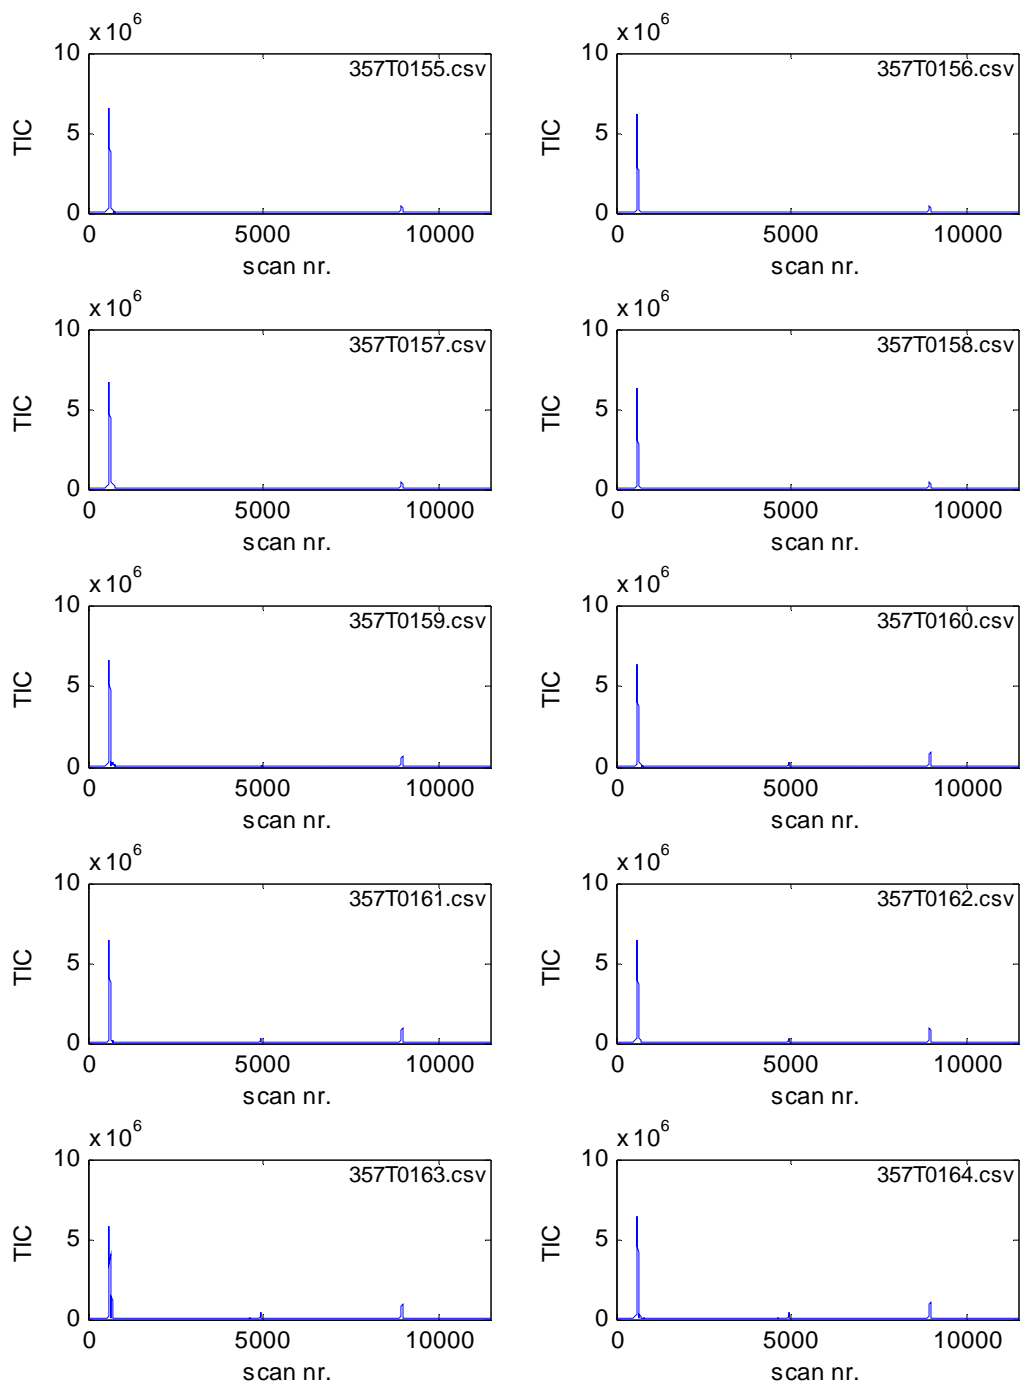 x 10^6
10
5
0
TIC
357T0155.csv
0 5000 10000
scan nr.
x 10^6
10
5
0
TIC
357T0156.csv
0 5000 10000
scan nr.
x 10^6
10
5
0
TIC
357T0157.csv
0 5000 10000
scan nr.
x 10^6
10
5
0
TIC
357T0158.csv
0 5000 10000
scan nr.
x 10^6
10
5
0
TIC
357T0159.csv
0 5000 10000
scan nr.
x 10^6
10
5
0
TIC
357T0160.csv
0 5000 10000
scan nr.
x 10^6
10
5
0
TIC
357T0161.csv
0 5000 10000
scan nr.
x 10^6
10
5
0
TIC
357T0162.csv
0 5000 10000
scan nr.
x 10^6
10
5
0
TIC
357T0163.csv
0 5000 10000
scan nr.
x 10^6
10
5
0
TIC
357T0164.csv
0 5000 10000
scan nr.